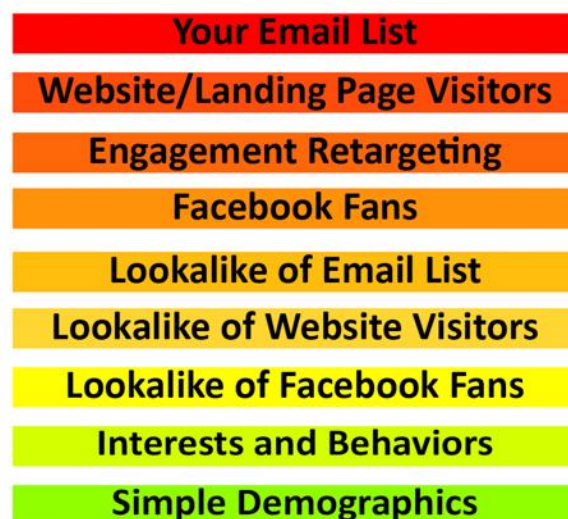 Your Email List
Website/Landing Page Visitors
Engagement Retargeting
Facebook Fans
Lookalike of Email List
Lookalike of Website Visitors
Lookalike of Facebook Fans
Interests and Behaviors
Simple Demographics